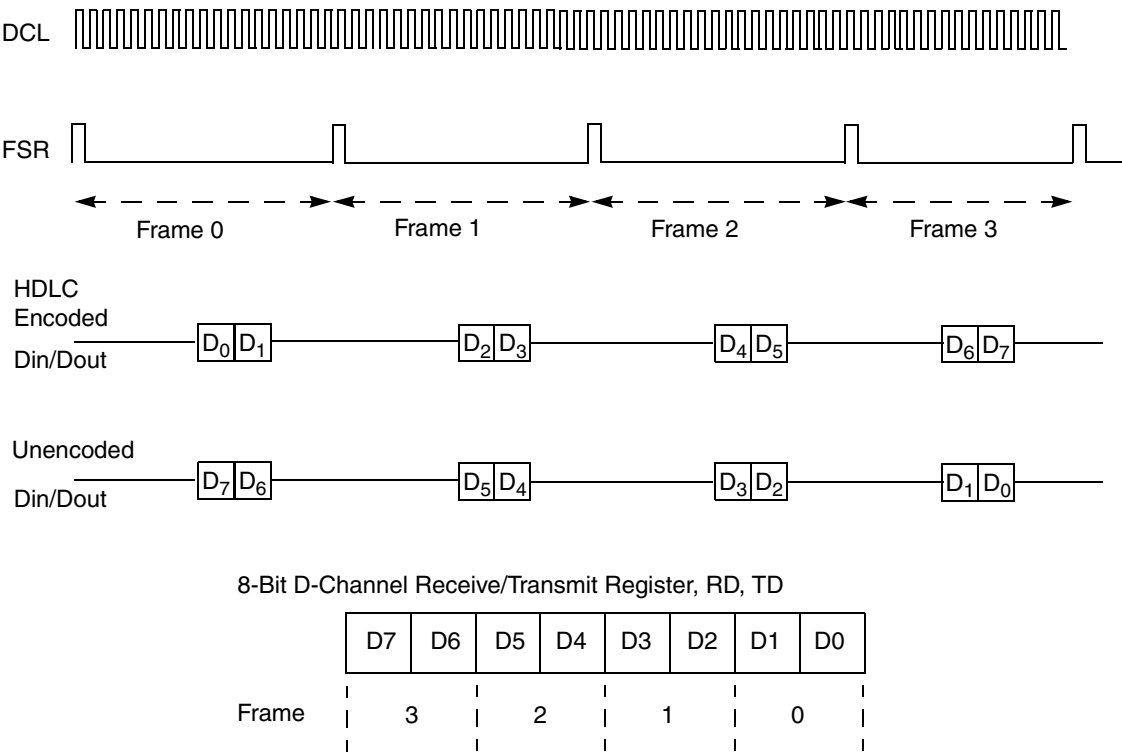 DCL
FSR
Frame 0 Frame 1 Frame 2 Frame 3
HDLC
Encoded
Din/Dout
D0 D1 D2 D3 D4 D5 D6 D7
Unencoded
Din/Dout
D7 D6 D5 D4 D3 D2 D1 D0
8-Bit D-Channel Receive/Transmit Register, RD, TD
D7 D6 D5 D4 D3 D2 D1 D0
Frame 3 2 1 0